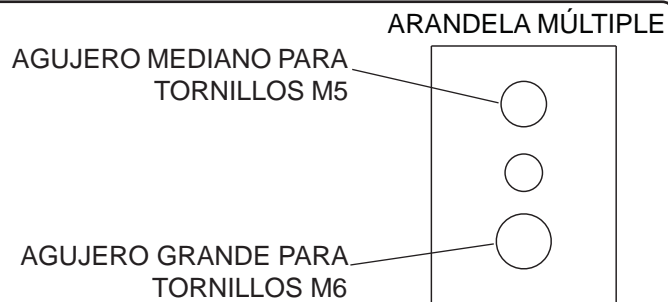 ARANDELA MÚLTIPLE
AGUJERO MEDIANO PARA
TORNILLOS M5
AGUJERO GRANDE PARA
TORNILLOS M6